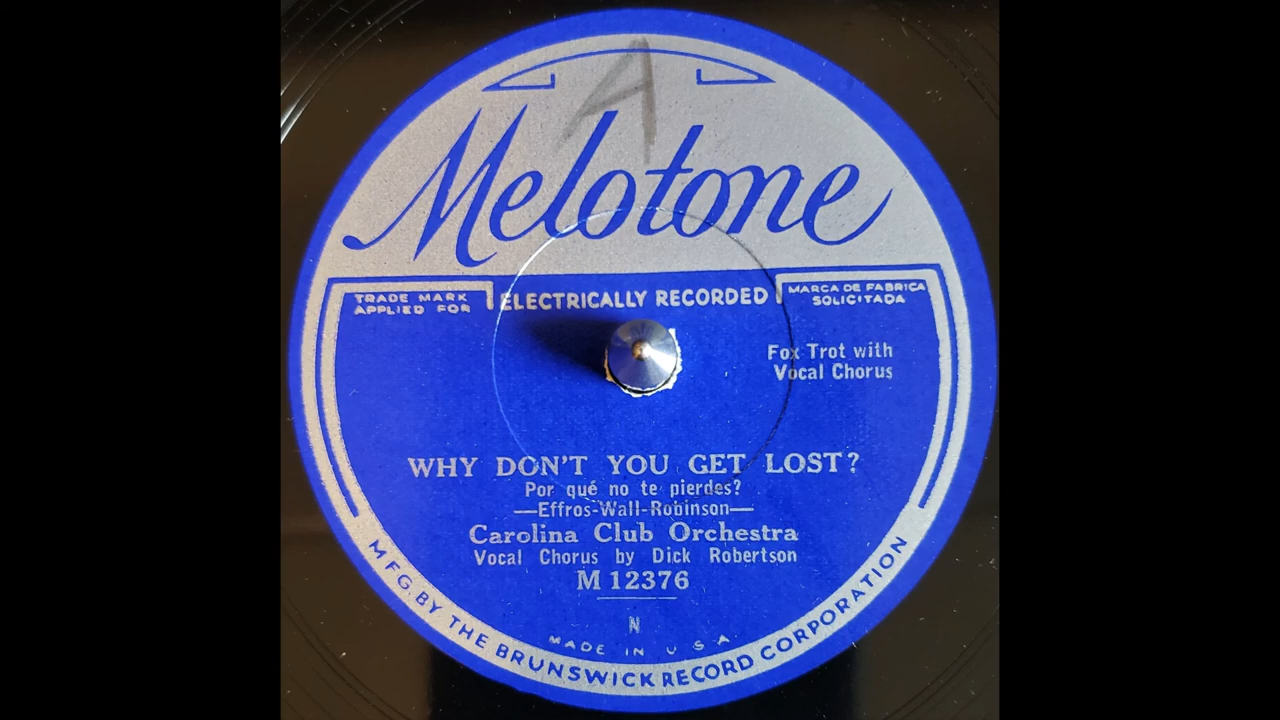 A
Melotone
TRADE MARK
APPLIED FOR
ELECTRICALLY RECORDED
MARCA DE FABRICA
SOLICITADA
Fox Trot with
Vocal Chorus
WHY DON'T YOU GET LOST?
Por qué no te pierdes?
—Effros-Wall-Robinson—
Carolina Club Orchestra
Vocal Chorus by Dick Robertson
M 12376
N
MADE IN U S A
MFG. BY THE BRUNSWICK RECORD CORPORATION